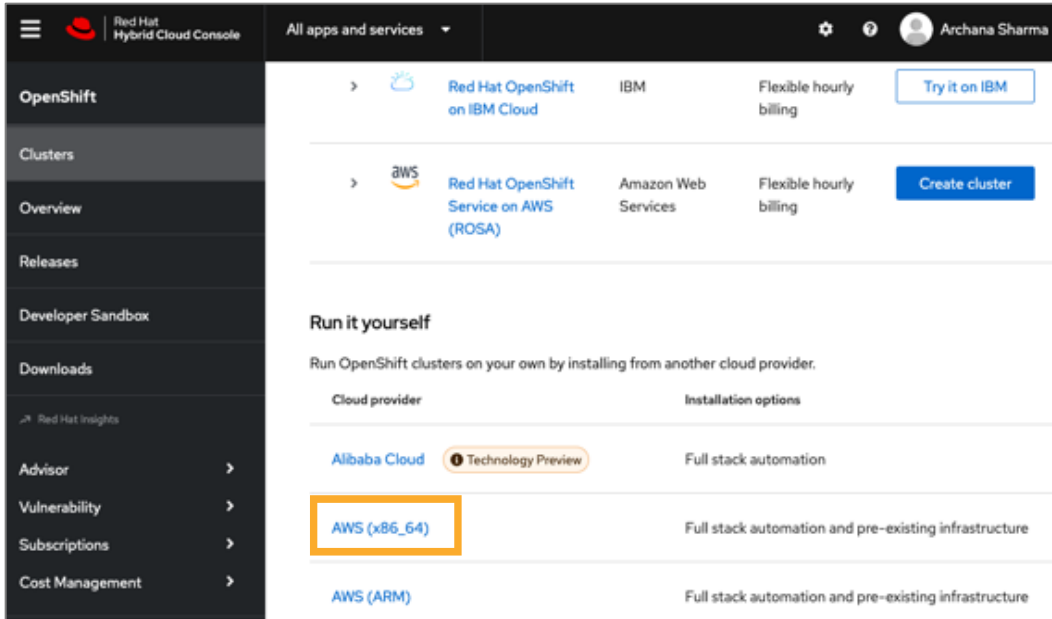 Red Hat
Hybrid Cloud Console
All apps and services
Archana Sharma
OpenShift
Clusters
Overview
Releases
Developer Sandbox
Downloads
Red Hat Insights
Advisor
Vulnerability
Subscriptions
Cost Management
Red Hat OpenShift
on IBM Cloud
IBM
Flexible hourly
billing
Try it on IBM
aws
Red Hat OpenShift
Service on AWS
(ROSA)
Amazon Web
Services
Flexible hourly
billing
Create cluster
Run it yourself
Run OpenShift clusters on your own by installing from another cloud provider.
Cloud provider
Installation options
Alibaba Cloud
Technology Preview
Full stack automation
AWS (x86_64)
Full stack automation and pre-existing infrastructure
AWS (ARM)
Full stack automation and pre-existing infrastructure